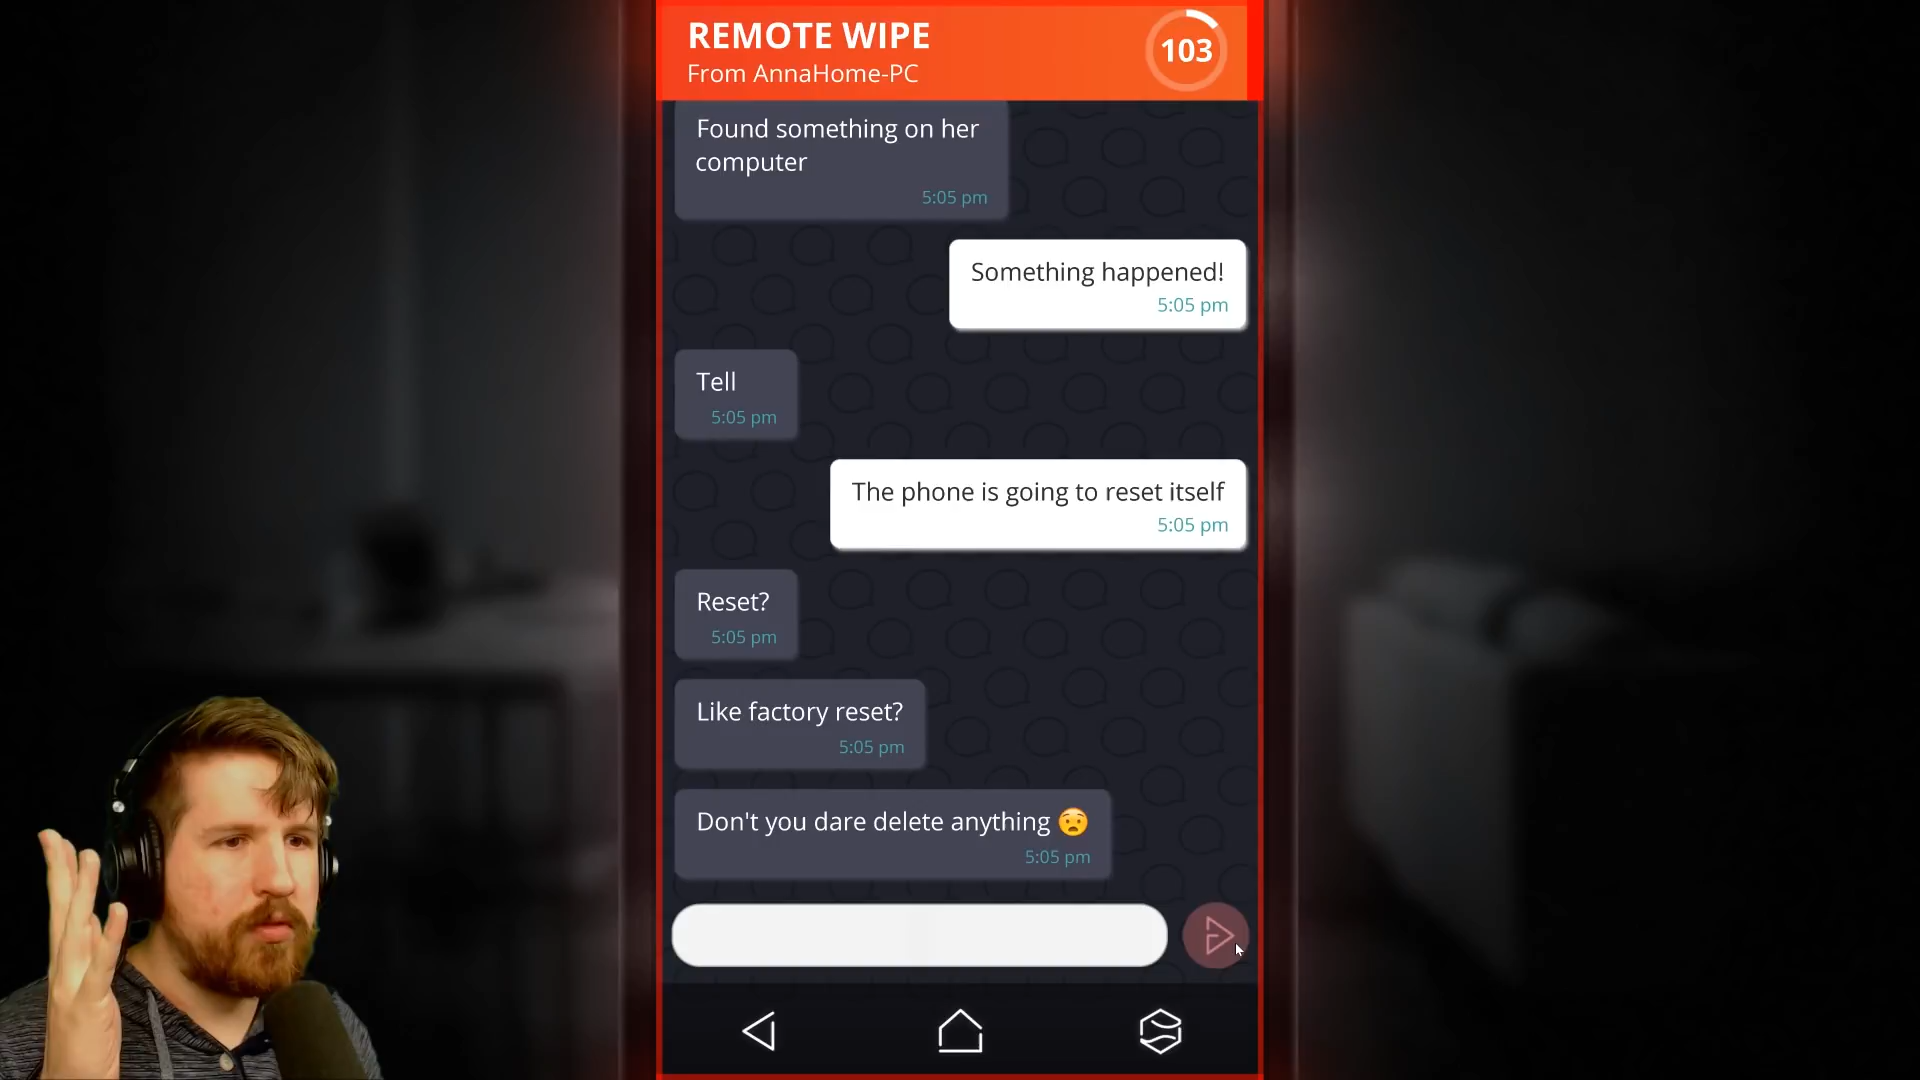 REMOTE WIPE
From AnnaHome-PC
103
Found something on her
computer
5:05 pm
Something happened!
5:05 pm
Tell
5:05 pm
The phone is going to reset itself
5:05 pm
Reset?
5:05 pm
Like factory reset?
5:05 pm
Don't you dare delete anything 😧
5:05 pm